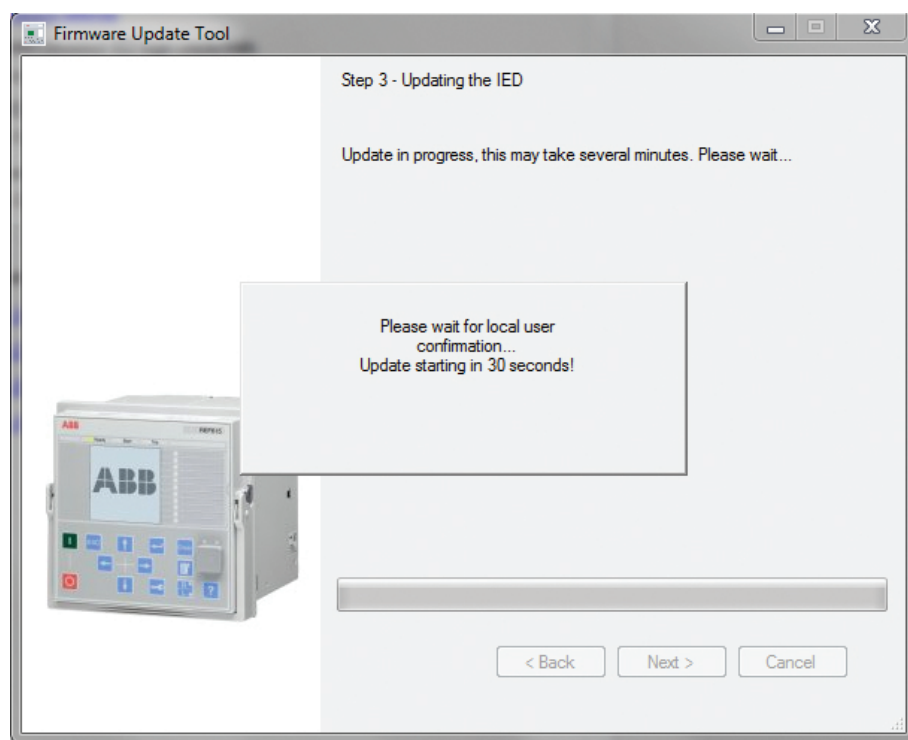 Firmware Update Tool
Step 3 - Updating the IED
Update in progress, this may take several minutes. Please wait...
Please wait for local user
confirmation...
Update starting in 30 seconds!
ABB
ABB
< Back
Next >
Cancel